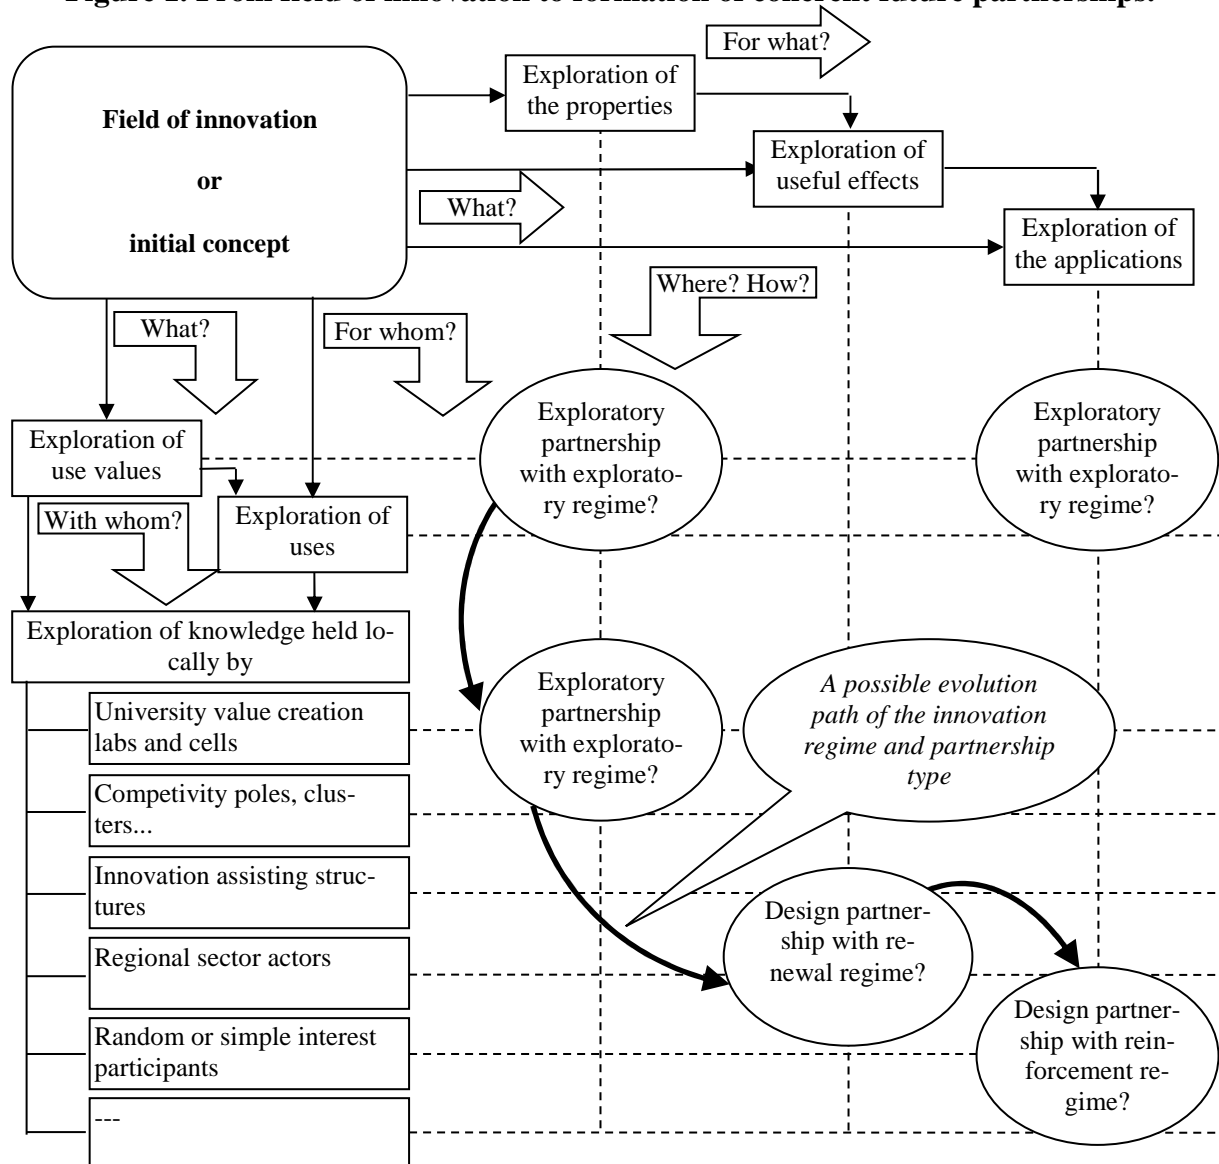 Figure 1. From field of innovation to formation of coherent future partnerships.
For what?
Exploration of
the properties
Field of innovation
or
initial concept
Exploration of
useful effects
What?
Exploration of
the applications
Where? How?
What?
For whom?
Exploratory
partnership
with explorato-
ry regime?
Exploratory
partnership
with explorato-
ry regime?
Exploration of
use values
With whom?
Exploration of
uses
Exploration of knowledge held lo-
cally by
Exploratory
partnership
with explorato-
ry regime?
A possible evolution
path of the innovation
regime and partnership
type
University value creation
labs and cells
Competivity poles, clus-
ters...
Innovation assisting struc-
tures
Design partner-
ship with re-
newal regime?
Regional sector actors
Design partner-
ship with rein-
forcement re-
gime?
Random or simple interest
participants
---